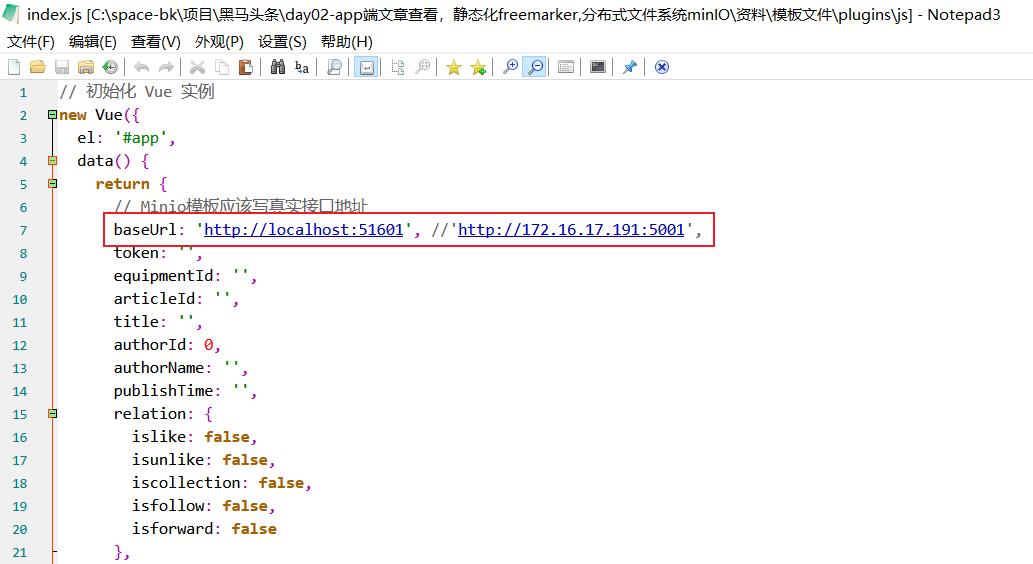 index.js [C:\space-bk\项目\黑马头条\day02-app端文章查看，静态化freemarker,分布式文件系统minIO\资料\模板文件\plugins\js] - Notepad3
文件(F) 编辑(E) 查看(V) 外观(P) 设置(S) 帮助(H)
1 // 初始化 Vue 实例
2 new Vue({
3 el: '#app',
4 data() {
5 return {
6 // Minio模板应该写真实接口地址
7 baseUrl: 'http://localhost:51601', //'http://172.16.17.191:5001',
8 token: '',
9 equipmentId: '',
10 articleId: '',
11 title: '',
12 authorId: 0,
13 authorName: '',
14 publishTime: '',
15 relation: {
16 islike: false,
17 isunlike: false,
18 iscollection: false,
19 isfollow: false,
20 isforward: false
21 },